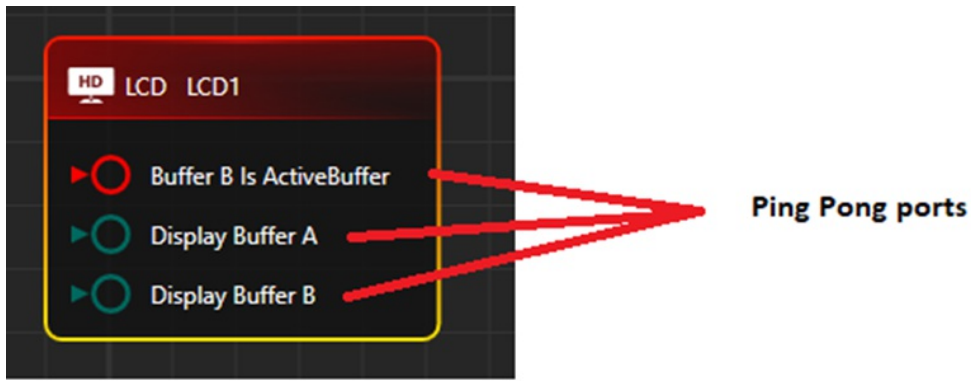 HD LCD LCD1
Buffer B Is ActiveBuffer
Display Buffer A
Display Buffer B
Ping Pong ports